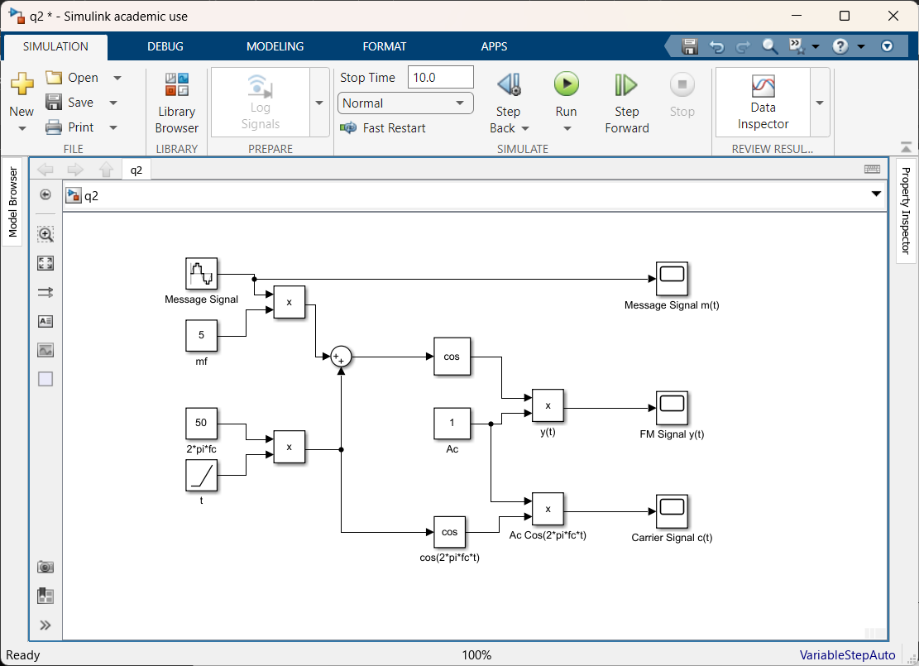 q2 * - Simulink academic use
SIMULATION DEBUG MODELING FORMAT APPS
New
Open
Save
Print
FILE
Library
Browser
LIBRARY
Log
Signals
PREPARE
Stop Time 10.0
Normal
Fast Restart
Step
Back
Run
Step
Forward
Stop
SIMULATE
Data
Inspector
REVIEW RESUL...
Model Browser
q2
q2
Property Inspector
Message Signal
x
Message Signal m(t)
5
mf
+
+
cos
50
2*pi*fc
x
1
Ac
x
y(t)
FM Signal y(t)
t
cos
cos(2*pi*fc*t)
x
Ac Cos(2*pi*fc*t)
Carrier Signal c(t)
Ready 100% VariableStepAuto